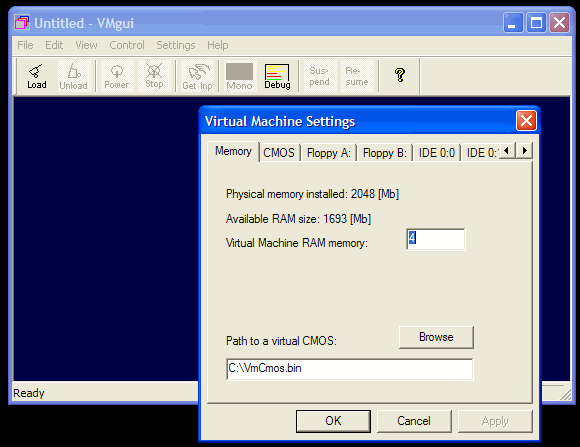 Untitled - VMgui
File Edit View Control Settings Help
Load Unload Power Stop Get Inp Mono Debug Sus-pend Re-sume
Virtual Machine Settings
Memory CMOS Floppy A: Floppy B: IDE 0:0 IDE 0:
Physical memory installed: 2048 [Mb]
Available RAM size: 1693 [Mb]
Virtual Machine RAM memory: 4
Path to a virtual CMOS: Browse
C:\VmCmos.bin
Ready
OK Cancel Apply